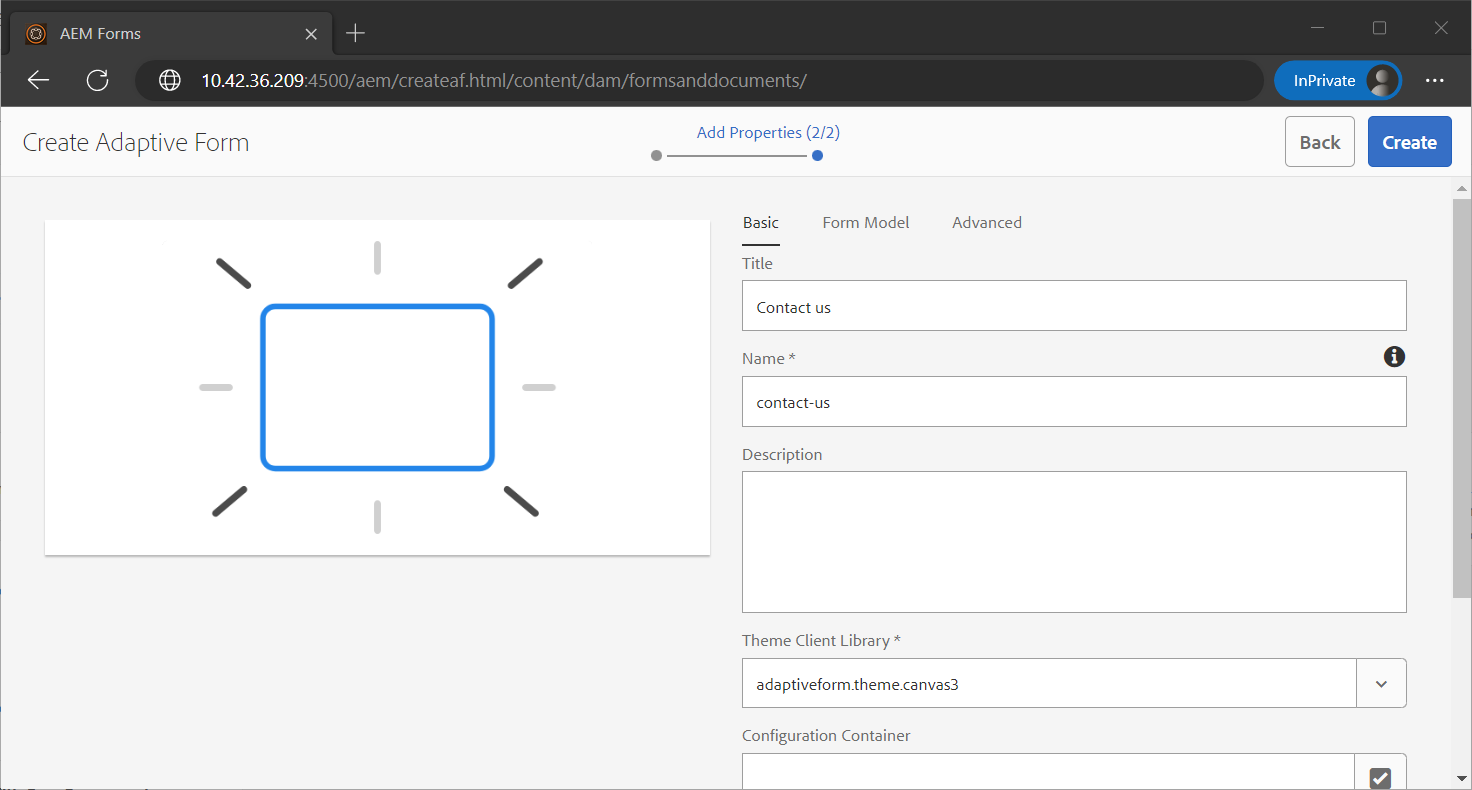 AEM Forms
10.42.36.209:4500/aem/createaf.html/content/dam/formsanddocuments/
InPrivate
Create Adaptive Form
Add Properties (2/2)
Back
Create
Basic Form Model Advanced
Title
Contact us
Name *
contact-us
Description
Theme Client Library *
adaptiveform.theme.canvas3
Configuration Container